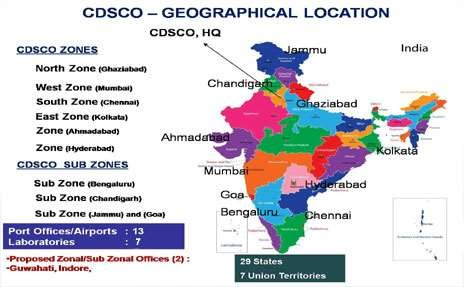 CDSCO – GEOGRAPHICAL LOCATION
CDSCO, HQ
CDSCO ZONES
North Zone (Ghaziabad)
West Zone (Mumbai)
South Zone (Chennai)
East Zone (Kolkata)
Zone (Ahmadabad)
Zone (Hyderabad)
CDSCO SUB ZONES
Sub Zone (Bengaluru)
Sub Zone (Chandigarh)
Sub Zone (Jammu) and (Goa)
Port Offices/Airports : 13
Laboratories : 7
•Proposed Zonal/Sub Zonal Offices (2) :
Guwahati, Indore,
India
Jammu
Chandigarh
Ghaziabad
Ahmadabad
Kolkata
Mumbai
Hyderabad
Goa
Bengaluru
Chennai
29 States
7 Union Territories